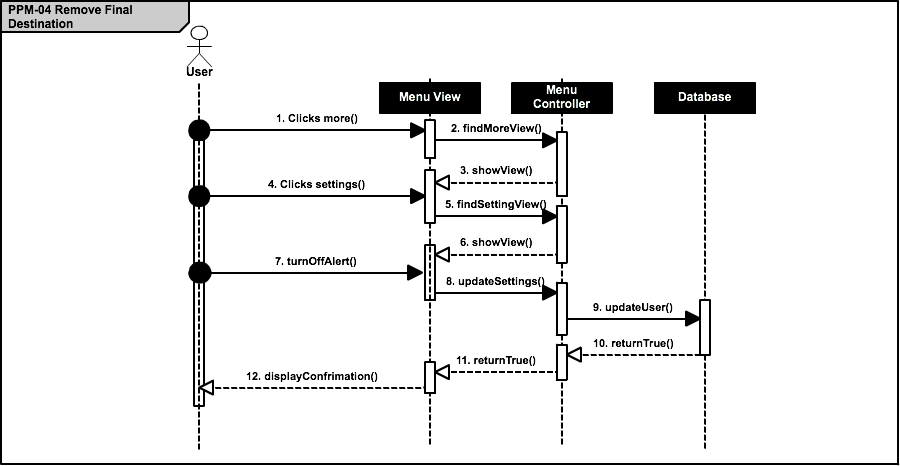 PPM-04 Remove Final
Destination
User
Menu View
Menu
Controller
Database
1. Clicks more()
2. findMoreView()
3. showView()
4. Clicks settings()
5. findSettingView()
6. showView()
7. turnOffAlert()
8. updateSettings()
9. updateUser()
10. returnTrue()
11. returnTrue()
12. displayConfrimation()